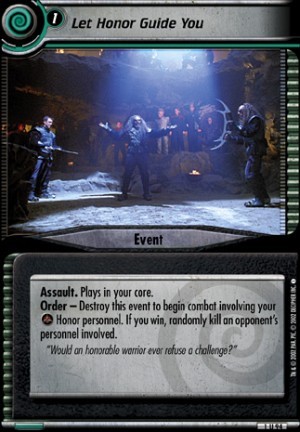 1
Let Honor Guide You
Event
Assault. Plays in your core.
Order – Destroy this event to begin combat involving your
Honor personnel. If you win, randomly kill an opponent's
personnel involved.
"Would an honorable warrior ever refuse a challenge?"
1 U 94